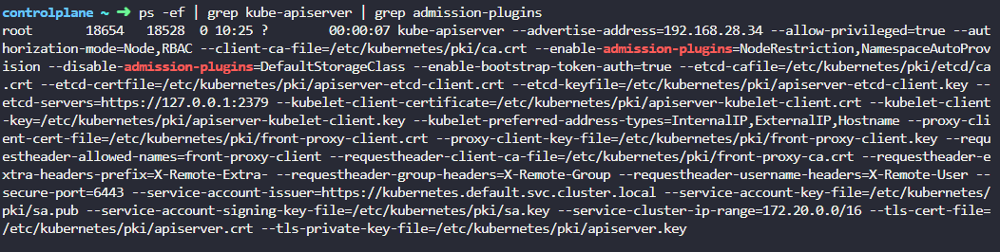 controlplane ~ ➜ ps -ef | grep kube-apiserver | grep admission-plugins
root 18654 18528 0 10:25 ? 00:00:07 kube-apiserver --advertise-address=192.168.28.34 --allow-privileged=true --aut
horization-mode=Node,RBAC --client-ca-file=/etc/kubernetes/pki/ca.crt --enable-admission-plugins=NodeRestriction,NamespaceAutoProv
ision --disable-admission-plugins=DefaultStorageClass --enable-bootstrap-token-auth=true --etcd-cafile=/etc/kubernetes/pki/etcd/ca
.crt --etcd-certfile=/etc/kubernetes/pki/apiserver-etcd-client.crt --etcd-keyfile=/etc/kubernetes/pki/apiserver-etcd-client.key --
etcd-servers=https://127.0.0.1:2379 --kubelet-client-certificate=/etc/kubernetes/pki/apiserver-kubelet-client.crt --kubelet-client
-key=/etc/kubernetes/pki/apiserver-kubelet-client.key --kubelet-preferred-address-types=InternalIP,ExternalIP,Hostname --proxy-cli
ent-cert-file=/etc/kubernetes/pki/front-proxy-client.crt --proxy-client-key-file=/etc/kubernetes/pki/front-proxy-client.key --requ
estheader-allowed-names=front-proxy-client --requestheader-client-ca-file=/etc/kubernetes/pki/front-proxy-ca.crt --requestheader-e
xtra-headers-prefix=X-Remote-Extra- --requestheader-group-headers=X-Remote-Group --requestheader-username-headers=X-Remote-User --
secure-port=6443 --service-account-issuer=https://kubernetes.default.svc.cluster.local --service-account-key-file=/etc/kubernetes/
pki/sa.pub --service-account-signing-key-file=/etc/kubernetes/pki/sa.key --service-cluster-ip-range=172.20.0.0/16 --tls-cert-file=
/etc/kubernetes/pki/apiserver.crt --tls-private-key-file=/etc/kubernetes/pki/apiserver.key